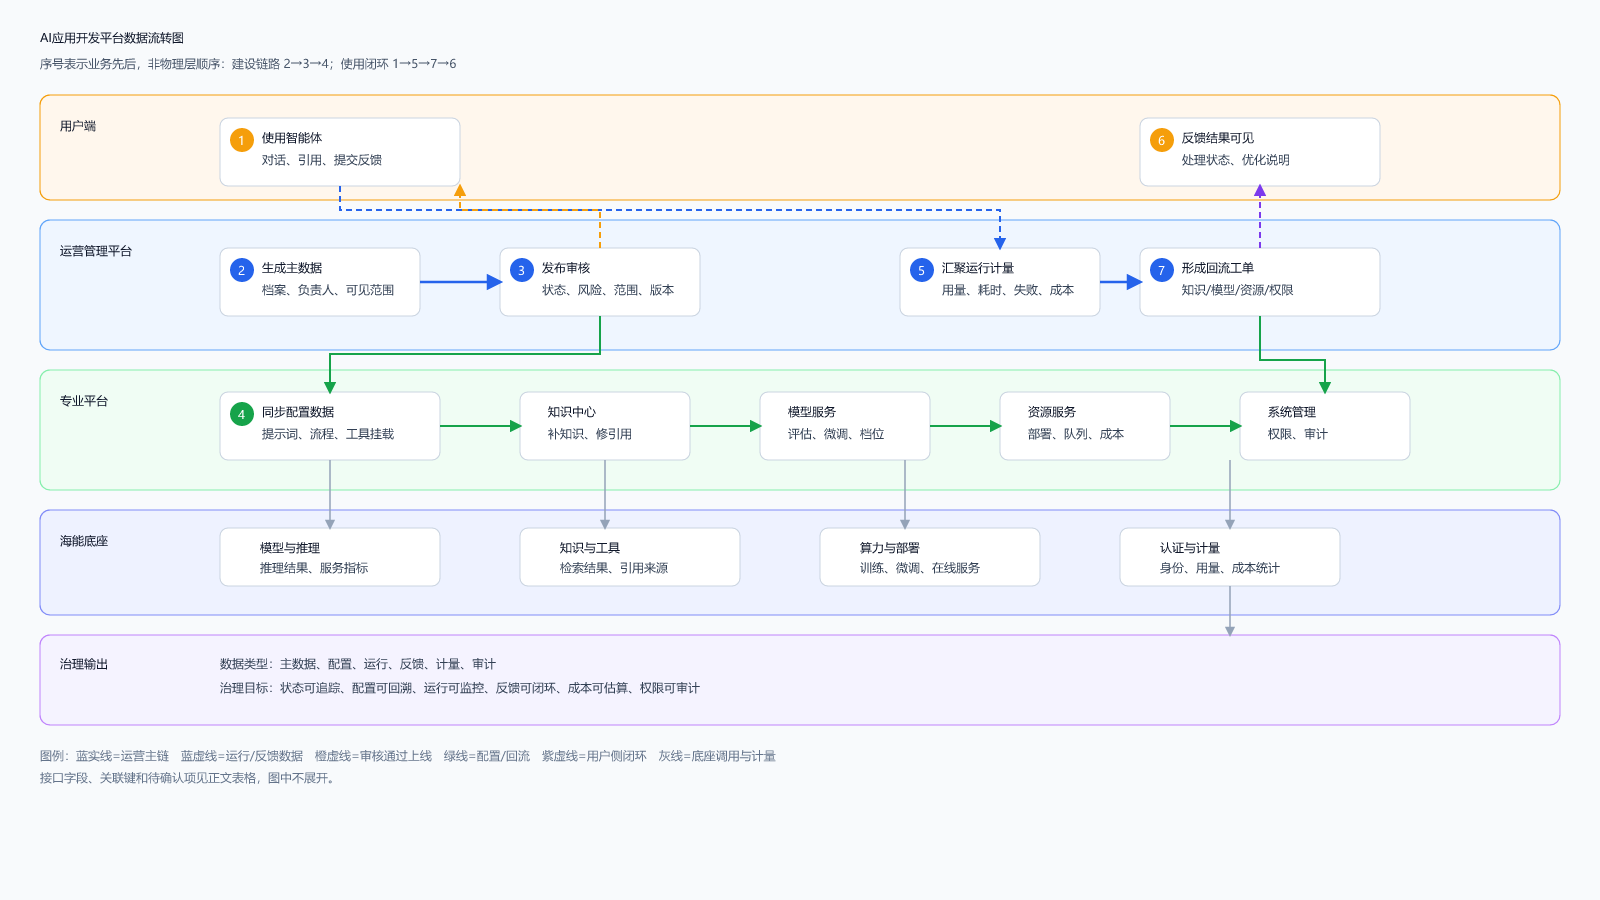 AI应用开发平台数据流转图
序号表示业务先后，非物理层顺序：建设链路 2→3→4；使用闭环 1→5→7→6
用户端
1
使用智能体
对话、引用、提交反馈
6
反馈结果可见
处理状态、优化说明
运营管理平台
2
生成主数据
档案、负责人、可见范围
3
发布审核
状态、风险、范围、版本
5
汇聚运行计量
用量、耗时、失败、成本
7
形成回流工单
知识/模型/资源/权限
专业平台
4
同步配置数据
提示词、流程、工具挂载
知识中心
补知识、修引用
模型服务
评估、微调、档位
资源服务
部署、队列、成本
系统管理
权限、审计
海能底座
模型与推理
推理结果、服务指标
知识与工具
检索结果、引用来源
算力与部署
训练、微调、在线服务
认证与计量
身份、用量、成本统计
治理输出
数据类型：主数据、配置、运行、反馈、计量、审计
治理目标：状态可追踪、配置可回溯、运行可监控、反馈可闭环、成本可估算、权限可审计
图例：蓝实线=运营主链 蓝虚线=运行/反馈数据 橙虚线=审核通过上线 绿线=配置/回流 紫虚线=用户侧闭环 灰线=底座调用与计量
接口字段、关联键和待确认项见正文表格，图中不展开。